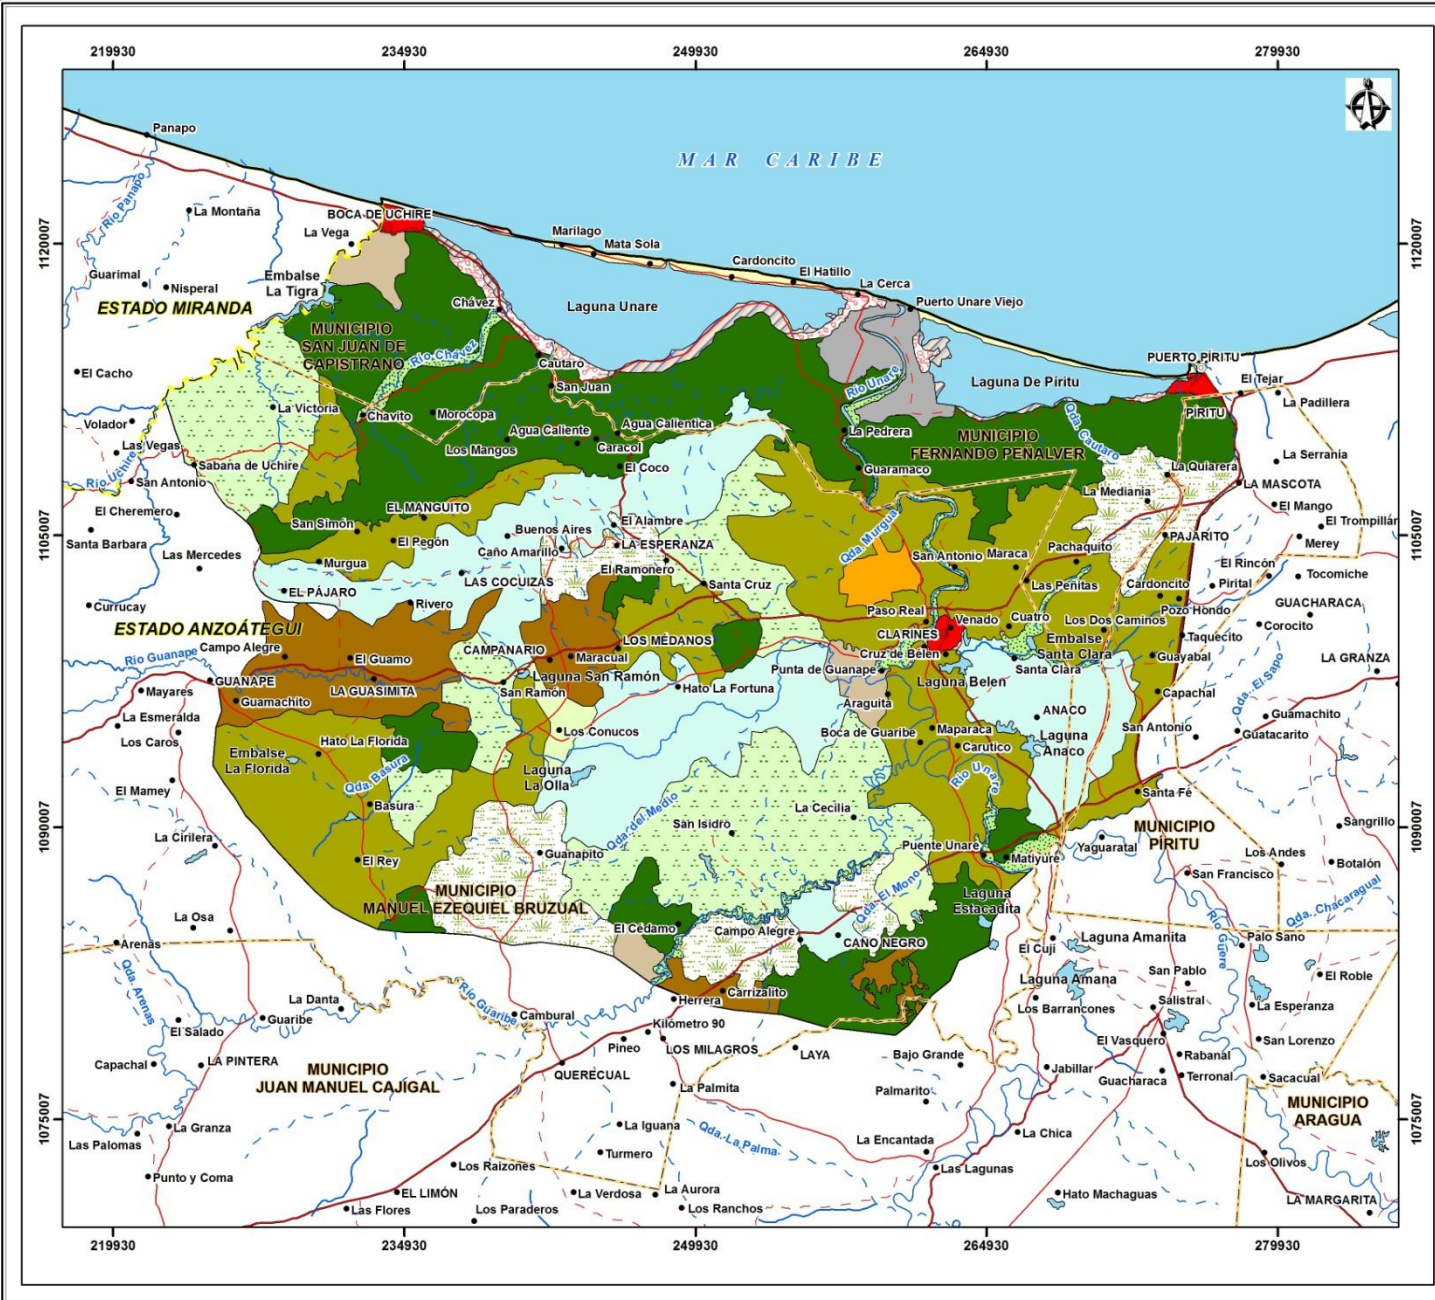 219930
234930
249930
264930
279930
Panapo
MAR CARIBE
Río Panapo
La Montaña
BOCA DE UCHIRE
La Vega
Marilago
Mata Sola
1120007
1120007
Cardoncito
El Hatillo
Guarimal
Nisperal
Embalse
La Tigra
La Cerca
ESTADO MIRANDA
Chávez
Laguna Unare
Puerto Unare Viejo
MUNICIPIO
SAN JUAN DE
CAPISTRANO
Río Chávez
Cautaro
PUERTO PÍRITU
El Cacho
San Juan
Río Unare
Laguna De Píritu
El Tejar
PÍRITU
La Padillera
La Victoria
Chavito
Morocopa
Volador
Agua Caliente
Agua Calientica
La Pedrera
MUNICIPIO
FERNANDO PEÑALVER
Qda. Cautaro
Las Vegas
Los Mangos
Caracol
Río Uchire
Sabana de Uchire
El Coco
Guaramaco
La Quiarera
La Serranía
San Antonio
La Mediania
LA MASCOTA
El Cheremero
EL MANGUITO
El Mango
San Simón
Buenos Aires
El Alambre
Qda. Murgua
El Trompillar
1105007
1105007
Santa Barbara
El Pegón
Caño Amarillo
LA ESPERANZA
San Antonio
Maraca
Pachaquito
PAJARITO
Merey
Las Mercedes
Murgua
El Ramonero
El Rincón
LAS COCUIZAS
Santa Cruz
Las Peñitas
Cardoncito
Pirital
Tocomiche
EL PÁJARO
Currucay
Rivero
Paso Real
Venado
Cuatro
Pozo Hondo
GUACHARACA
ESTADO ANZOÁTEGUI
CLARINES
Los Dos Caminos
Taquecito
Corocito
Campo Alegre
El Guamo
CAMPANARIO
LOS MÉDANOS
Embalse
Santa Clara
Río Guanape
Maracual
Cruz de Belén
Guayabal
LA GRANZA
GUANAPE
LA GUASIMITA
Laguna San Ramón
Punta de Guanape
Santa Clara
Qda. El Sapo
Mayares
San Ramón
Hato La Fortuna
Laguna Belen
Capachal
Guamachito
Araguita
ANACO
Guamachito
La Esmeralda
Los Conucos
Boca de Guaribe
Maparaca
Laguna
Anaco
San Antonio
Guatacarito
Los Caros
Embalse
La Florida
Hato La Florida
Carutico
Laguna
La Olla
Qda. Basura
Río Unare
El Mamey
Basura
Qda. del Medio
La Cecilia
Santa Fé
1090007
1090007
San Isidro
La Cirilera
MUNICIPIO
PÍRITU
Sangrillo
Guanapito
Puente Unare
Matiyure
Yaguaratal
Los Andes
Botalón
El Rey
San Francisco
MUNICIPIO
MANUEL EZEQUIEL BRUZUAL
Qda. El Mono
Laguna
Estacadita
Qda. Chacaragual
La Osa
El Cédamo
Campo Alegre
CAÑO NEGRO
Río Güere
Arenas
El Cují
Laguna Amanita
Palo Sano
Qda. Arenas
Laguna Amana
San Pablo
El Roble
Río Guaribe
Carrizalito
La Danta
Herrera
Los Barrancones
Salistral
La Esperanza
El Salado
Guaribe
Cambural
Kilómetro 90
El Vasquero
San Lorenzo
Pineo
LOS MILAGROS
LAYA
Bajo Grande
Rabanal
Capachal
LA PINTERA
MUNICIPIO
JUAN MANUEL CAJÍGAL
QUERECUAL
Jabillar
Guacharaca
Terronal
Sacacual
La Palmita
Palmarito
MUNICIPIO
ARAGUA
1075007
1075007
La Granza
La Iguana
Qda. La Palma
Las Palomas
La Encantada
La Chica
Turmero
Los Olivos
Punto y Coma
Los Raizones
Las Lagunas
EL LIMÓN
La Verdosa
La Aurora
Hato Machaguas
LA MARGARITA
Las Flores
Los Paraderos
Los Ranchos
219930
234930
249930
264930
279930